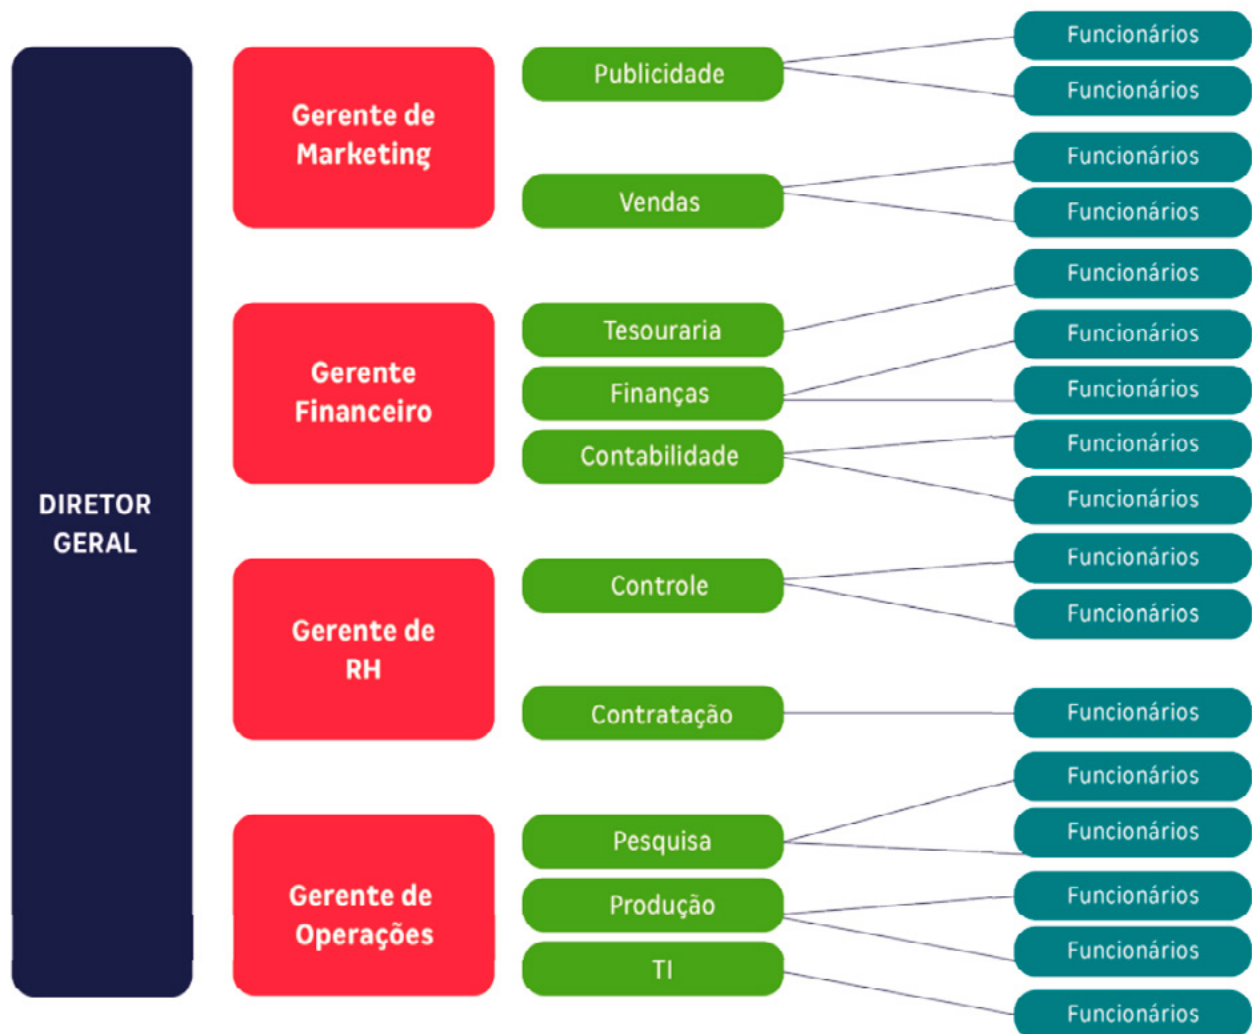 DIRETOR
GERAL
Gerente de
Marketing
Publicidade
Funcionários
Funcionários
Vendas
Funcionários
Funcionários
Gerente
Financeiro
Tesouraria
Funcionários
Finanças
Funcionários
Funcionários
Contabilidade
Funcionários
Funcionários
Gerente de
RH
Controle
Funcionários
Funcionários
Contratação
Funcionários
Gerente de
Operações
Pesquisa
Funcionários
Funcionários
Produção
Funcionários
Funcionários
TI
Funcionários